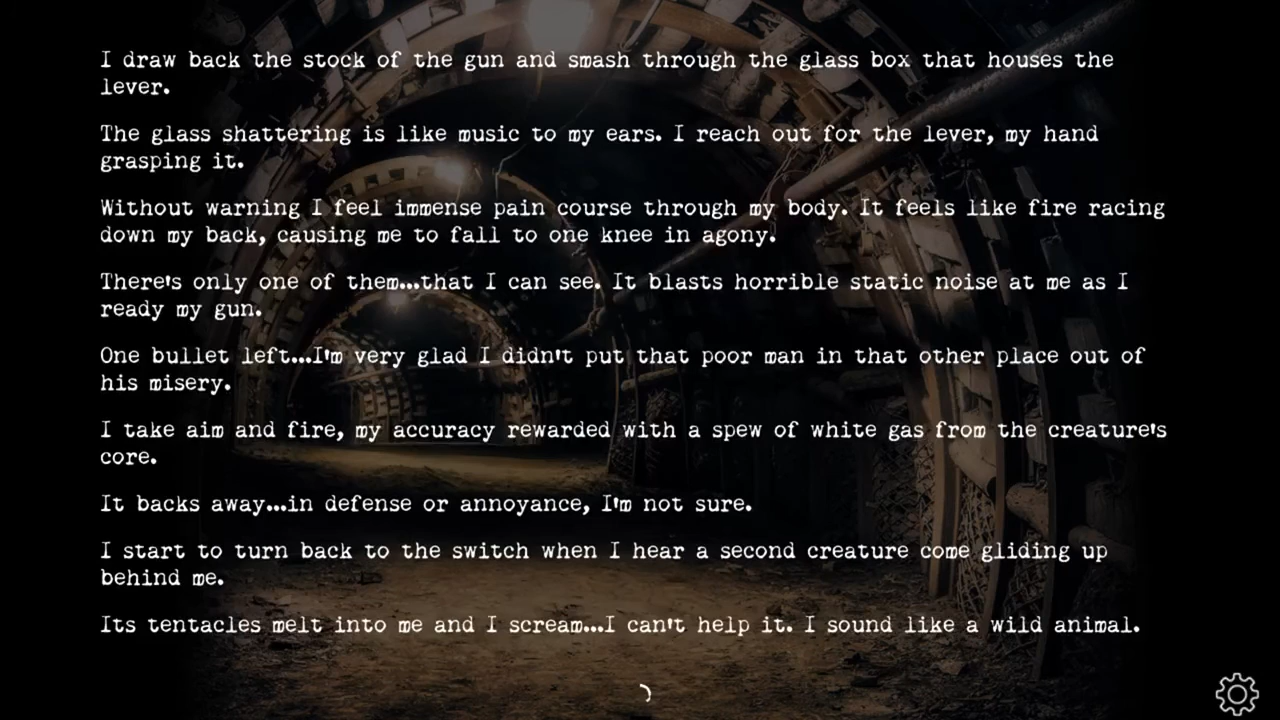 I draw back the stock of the gun and smash through the glass box that houses the
lever.
The glass shattering is like music to my ears. I reach out for the lever, my hand
grasping it.
Without warning I feel immense pain course through my body. It feels like fire racing
down my back, causing me to fall to one knee in agony.
There's only one of them...that I can see. It blasts horrible static noise at me as I
ready my gun.
One bullet left...I'm very glad I didn't put that poor man in that other place out of
his misery.
I take aim and fire, my accuracy rewarded with a spew of white gas from the creature's
core.
It backs away...in defense or annoyance, I'm not sure.
I start to turn back to the switch when I hear a second creature come gliding up
behind me.
Its tentacles melt into me and I scream...I can't help it. I sound like a wild animal.